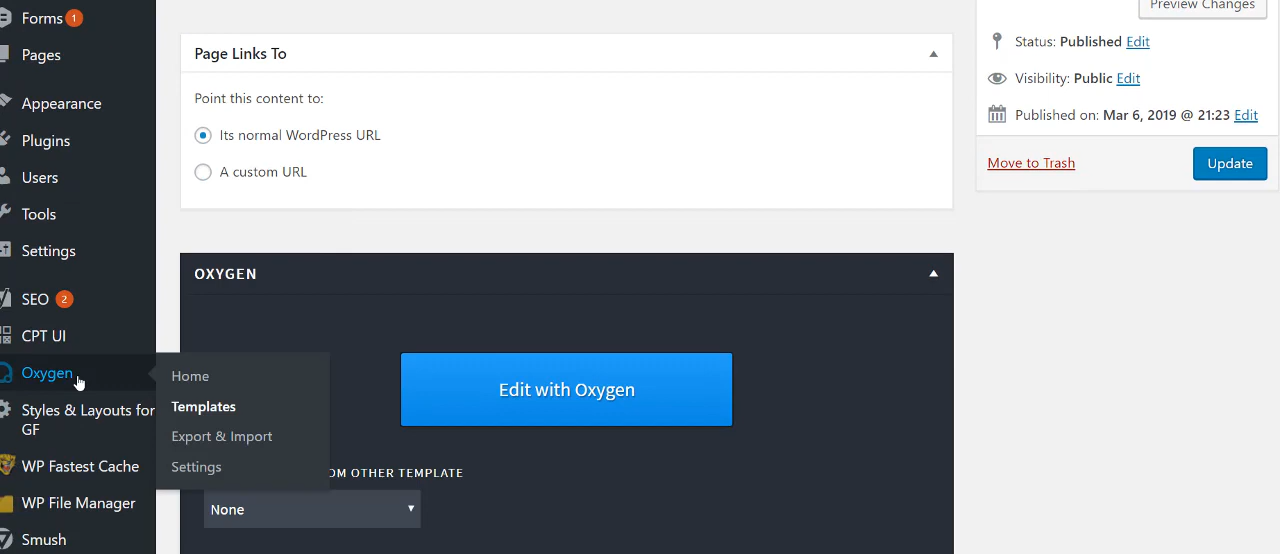 Forms 1
Pages
Appearance
Plugins
Users
Tools
Settings
SEO 2
CPT UI
Oxygen
Styles & Layouts for
GF
WP Fastest Cache
WP File Manager
Smush
Home
Templates
Export & Import
Settings
Page Links To
Point this content to:
Its normal WordPress URL
A custom URL
OXYGEN
Edit with Oxygen
OTHER TEMPLATE
None
Preview Changes
Status: Published Edit
Visibility: Public Edit
Published on: Mar 6, 2019 @ 21:23 Edit
Move to Trash
Update